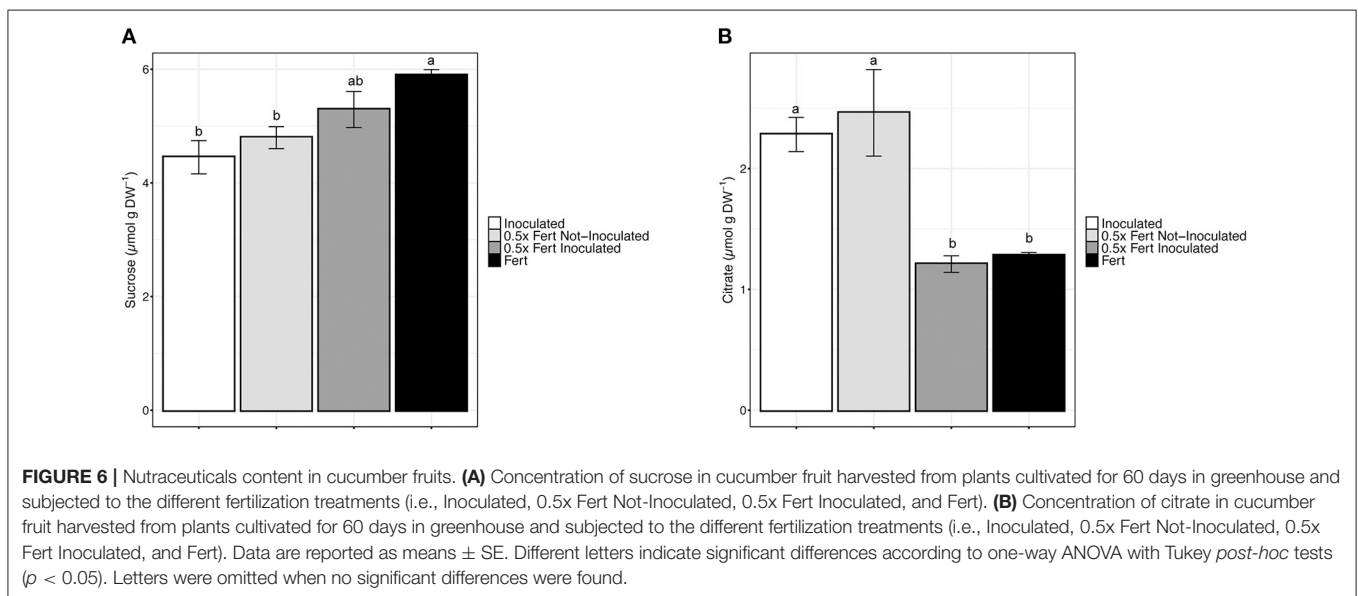 A
6
4
2
0
Sucrose (µmol g DW⁻¹)
b
b
ab
a
Inoculated
0.5x Fert Not−Inoculated
0.5x Fert Inoculated
Fert
B
2
1
0
Citrate (µmol g DW⁻¹)
a
a
b
b
Inoculated
0.5x Fert Not−Inoculated
0.5x Fert Inoculated
Fert
FIGURE 6 | Nutraceuticals content in cucumber fruits. (A) Concentration of sucrose in cucumber fruit harvested from plants cultivated for 60 days in greenhouse and
subjected to the different fertilization treatments (i.e., Inoculated, 0.5x Fert Not-Inoculated, 0.5x Fert Inoculated, and Fert). (B) Concentration of citrate in cucumber
fruit harvested from plants cultivated for 60 days in greenhouse and subjected to the different fertilization treatments (i.e., Inoculated, 0.5x Fert Not-Inoculated, 0.5x
Fert Inoculated, and Fert). Data are reported as means ± SE. Different letters indicate significant differences according to one-way ANOVA with Tukey post-hoc tests
(p < 0.05). Letters were omitted when no significant differences were found.